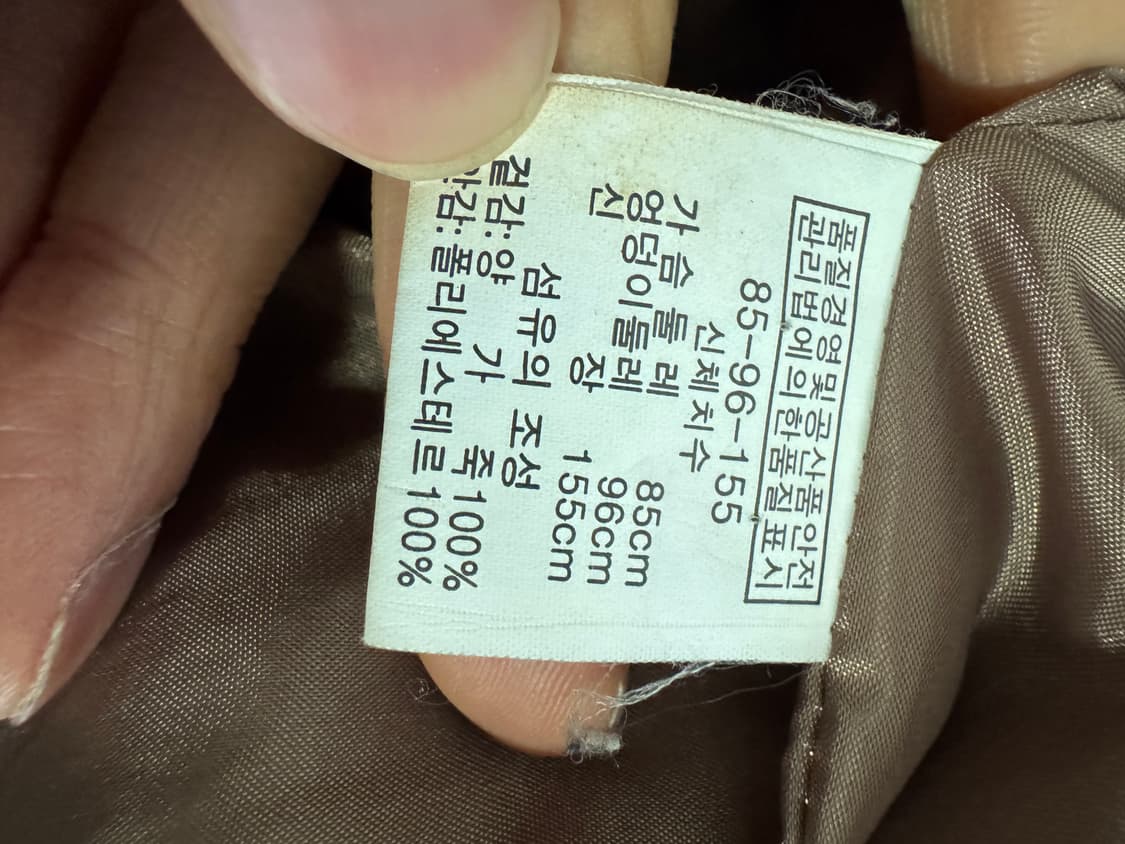 품질경영및공산품안전
관리법에의한품질표시
85-96-155
신체치수
가슴둘레 85cm
엉덩이둘레 96cm
신장 155cm
섬유의 조성
겉감:양 가 죽100%
안감:폴리에스테르100%